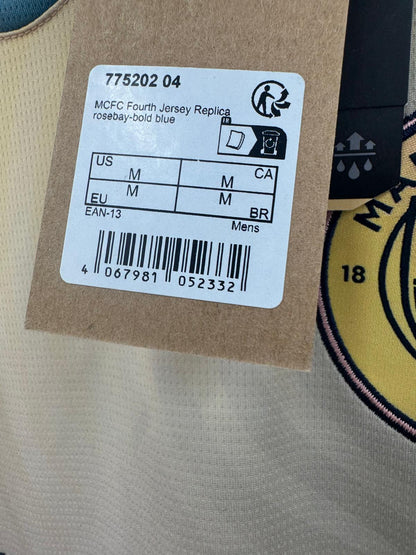 775202 04
MCFC Fourth Jersey Replica
rosebay-bold blue
US M M CA
EU M M BR
EAN-13 Mens
4 067981 052332
MA
18